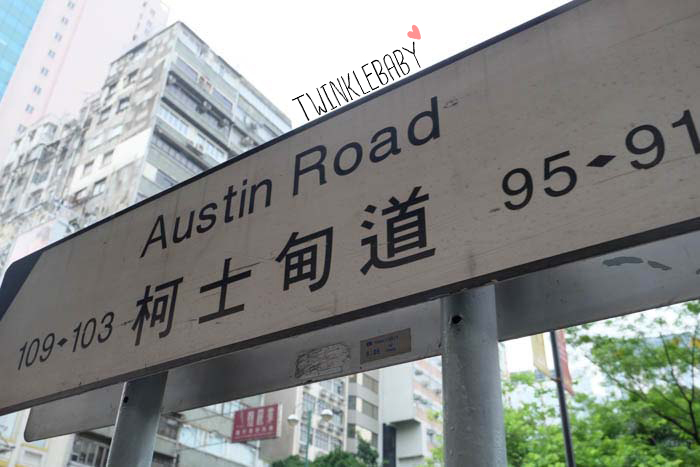 TWINKLEBABY
Austin Road
柯士甸道
109◆103
95◆91